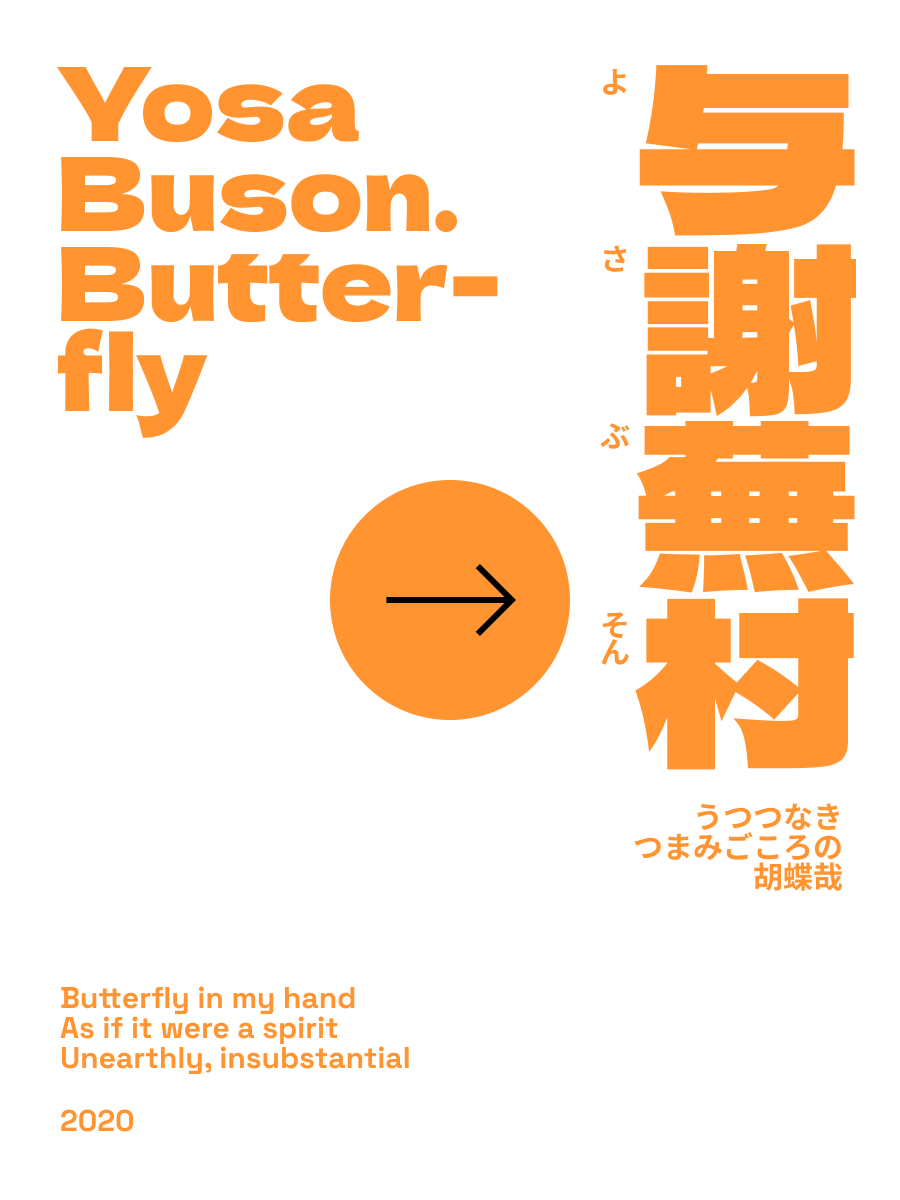 Yosa
Buson.
Butter-
fly
与謝蕪村
よ
さ
ぶ
そん
うつつなき
つまみごころの
胡蝶哉
Butterfly in my hand
As if it were a spirit
Unearthly, insubstantial
2020